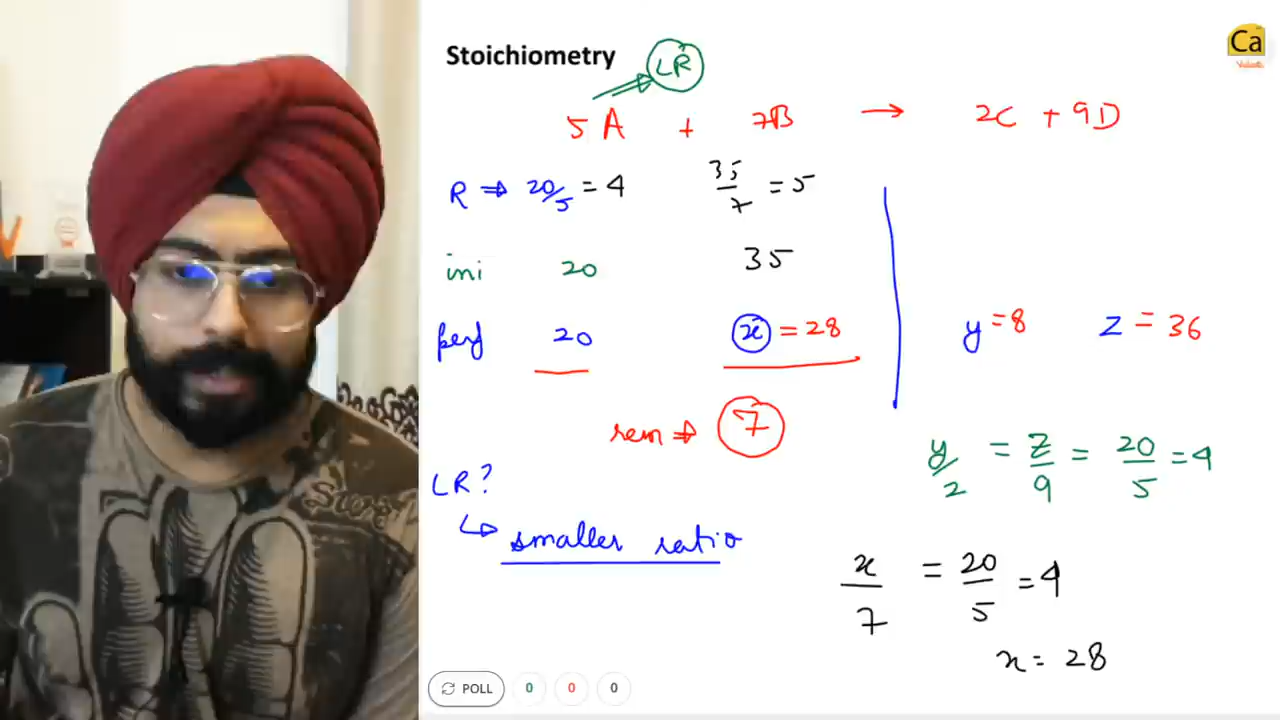 Stoichiometry LR
Ca
5A + 7B → 2C + 9D
R ⇒ 20/5 = 4 35/7 = 5
ini 20 35
perf 20 x = 28 y = 8 z = 36
rem ⇒ 7
y/2 = z/9 = 20/5 = 4
LR?
↳ smaller ratio
x/7 = 20/5 = 4
x = 28
POLL 0 0 0